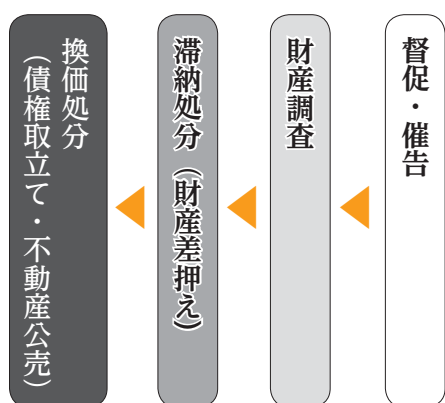 督促・催告
財産調査
滞納処分（財産差押え）
換価処分
（債権取立て・不動産公売）